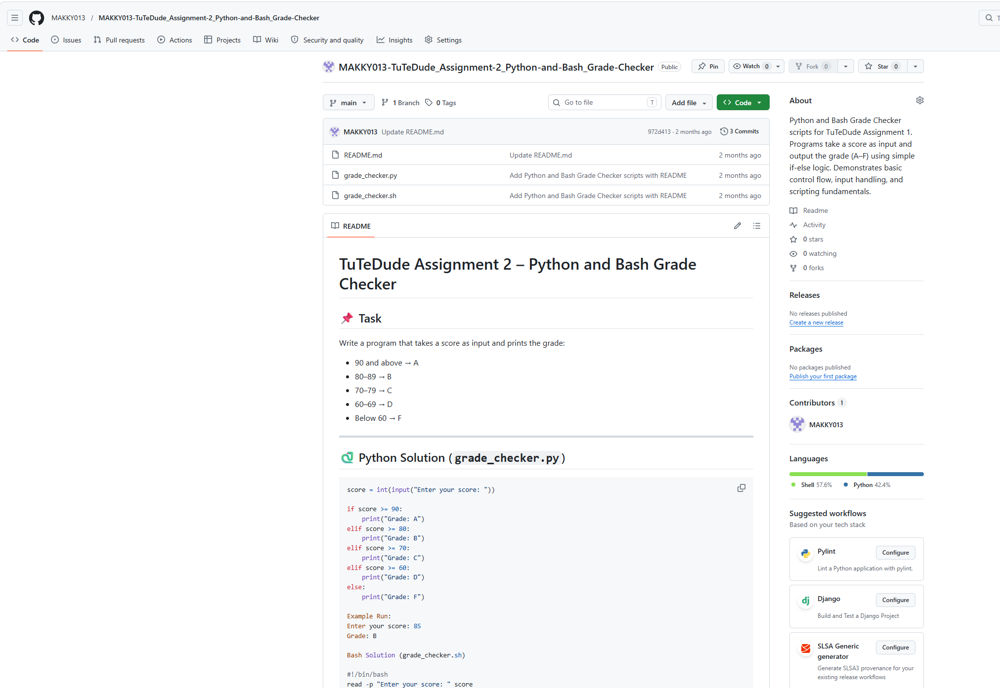 MAKKY013 / MAKKY013-TuTeDude_Assignment-2_Python-and-Bash_Grade-Checker
T
Code Issues Pull requests Actions Projects Wiki Security and quality Insights Settings
MAKKY013-TuTeDude_Assignment-2_Python-and-Bash_Grade-Checker Public Pin Watch 0 Fork 0 Star 0
main 1 Branch 0 Tags Go to file T Add file Code
MAKKY013 Update README.md 972d413 · 2 months ago 3 Commits
README.md Update README.md 2 months ago
grade_checker.py Add Python and Bash Grade Checker scripts with README 2 months ago
grade_checker.sh Add Python and Bash Grade Checker scripts with README 2 months ago
README
TuTeDude Assignment 2 – Python and Bash Grade
Checker
Task
Write a program that takes a score as input and prints the grade:
90 and above → A
80–89 → B
70–79 → C
60–69 → D
Below 60 → F
Python Solution (grade_checker.py)
score = int(input("Enter your score: "))
if score >= 90:
    print("Grade: A")
elif score >= 80:
    print("Grade: B")
elif score >= 70:
    print("Grade: C")
elif score >= 60:
    print("Grade: D")
else:
    print("Grade: F")
Example Run:
Enter your score: 85
Grade: B
Bash Solution (grade_checker.sh)
#!/bin/bash
read -p "Enter your score: " score
About
Python and Bash Grade Checker
scripts for TuTeDude Assignment 1.
Programs take a score as input and
output the grade (A–F) using simple
if-else logic. Demonstrates basic
control flow, input handling, and
scripting fundamentals.
Readme
Activity
0 stars
0 watching
0 forks
Releases
No releases published
Create a new release
Packages
No packages published
Publish your first package
Contributors 1
MAKKY013
Languages
Shell 57.6% Python 42.4%
Suggested workflows
Based on your tech stack
Pylint Configure
Lint a Python application with pylint.
dj Django Configure
Build and Test a Django Project
SLSA Generic Configure
generator
Generate SLSA3 provenance for your
existing release workflows